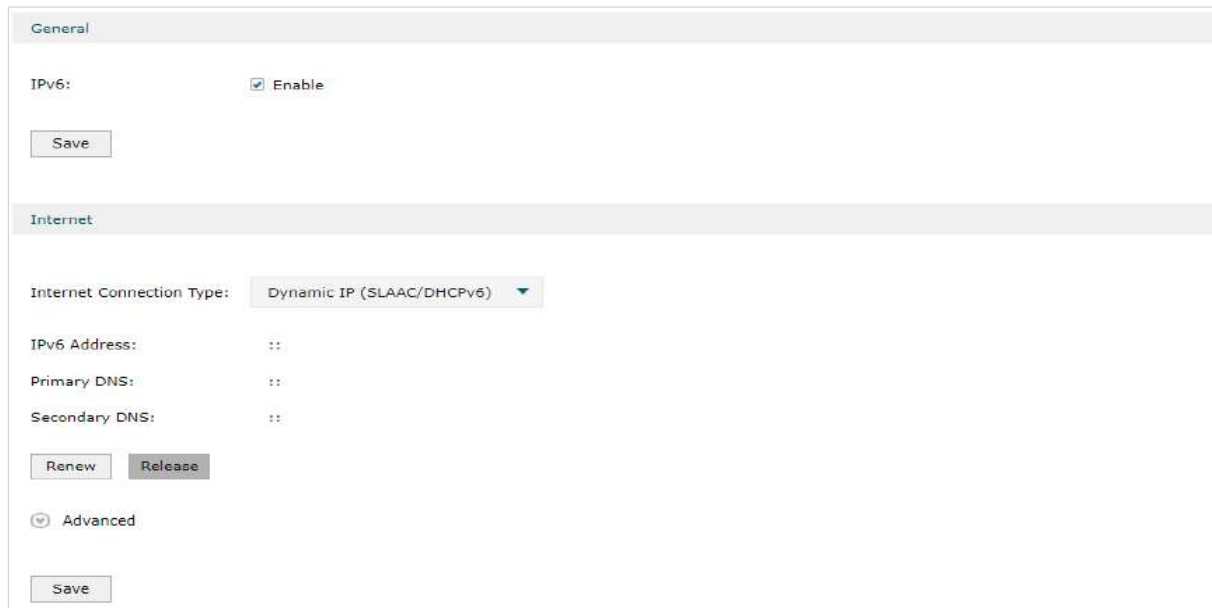 General
IPv6: Enable
Save
Internet
Internet Connection Type: Dynamic IP (SLAAC/DHCPv6)
IPv6 Address: ::
Primary DNS: ::
Secondary DNS: ::
Renew Release
Advanced
Save